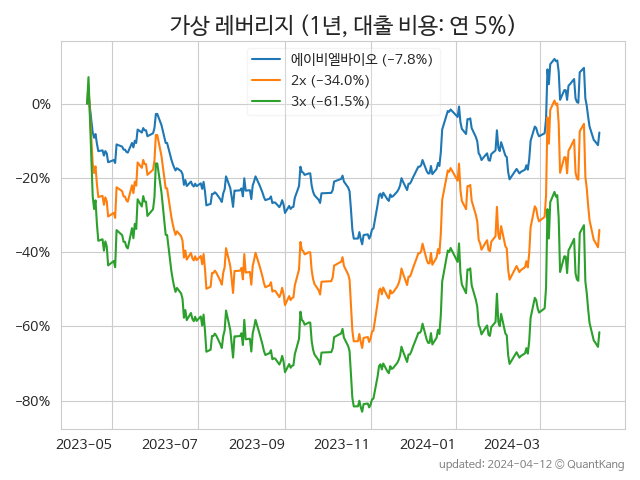 가상 레버리지 (1년, 대출 비용: 연 5%)
에이비엘바이오 (−7.8%)
2x (−34.0%)
3x (−61.5%)
0%
−20%
−40%
−60%
−80%
2023-05 2023-07 2023-09 2023-11 2024-01 2024-03
updated: 2024-04-12 © QuantKang